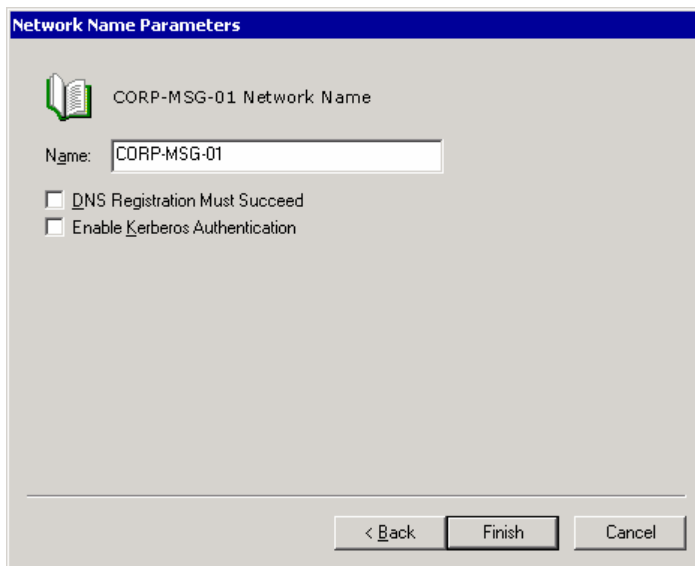 Network Name Parameters
CORP-MSG-01 Network Name
Name: CORP-MSG-01
DNS Registration Must Succeed
Enable Kerberos Authentication
< Back Finish Cancel